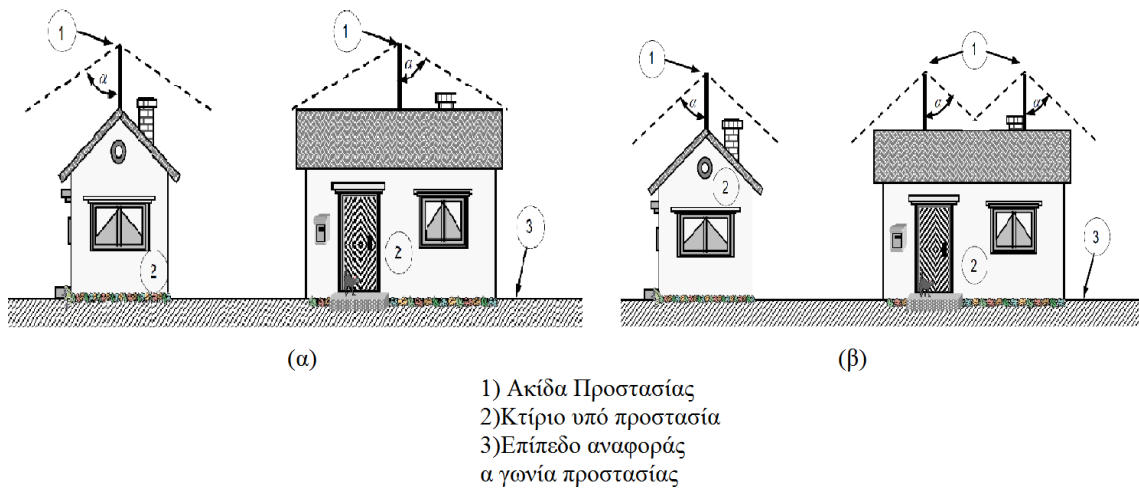 1
1
α
α
2
2
3
1
1
α
α
α
2
2
3
(α)
(β)
1) Ακίδα Προστασίας
2)Κτίριο υπό προστασία
3)Επίπεδο αναφοράς
α γωνία προστασίας